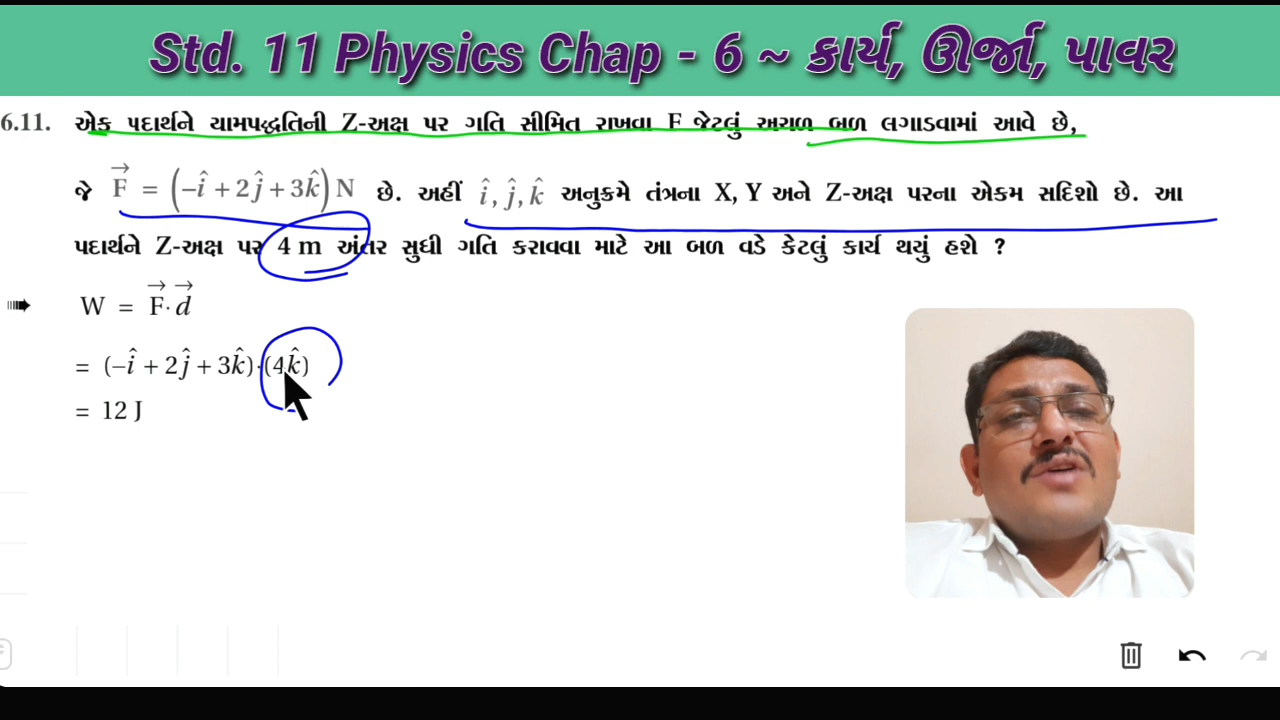 Std. 11 Physics Chap - 6 ~ કાર્ય, ઊર્જા, પાવર
6.11. એક પદાર્થને યામપદ્ધતિની Z-અક્ષ પર ગતિ સીમિત રાખવા F જેટલું અચળ બળ લગાડવામાં આવે છે,
જે F⃗ = (−î + 2ĵ + 3k̂) N છે. અહીં î, ĵ, k̂ અનુક્રમે તંત્રના X, Y અને Z-અક્ષ પરના એકમ સદિશો છે. આ
પદાર્થને Z-અક્ષ પર 4 m અંતર સુધી ગતિ કરાવવા માટે આ બળ વડે કેટલું કાર્ય થયું હશે ?
W = F⃗·d⃗
= (−î + 2ĵ + 3k̂)·(4k̂)
= 12 J